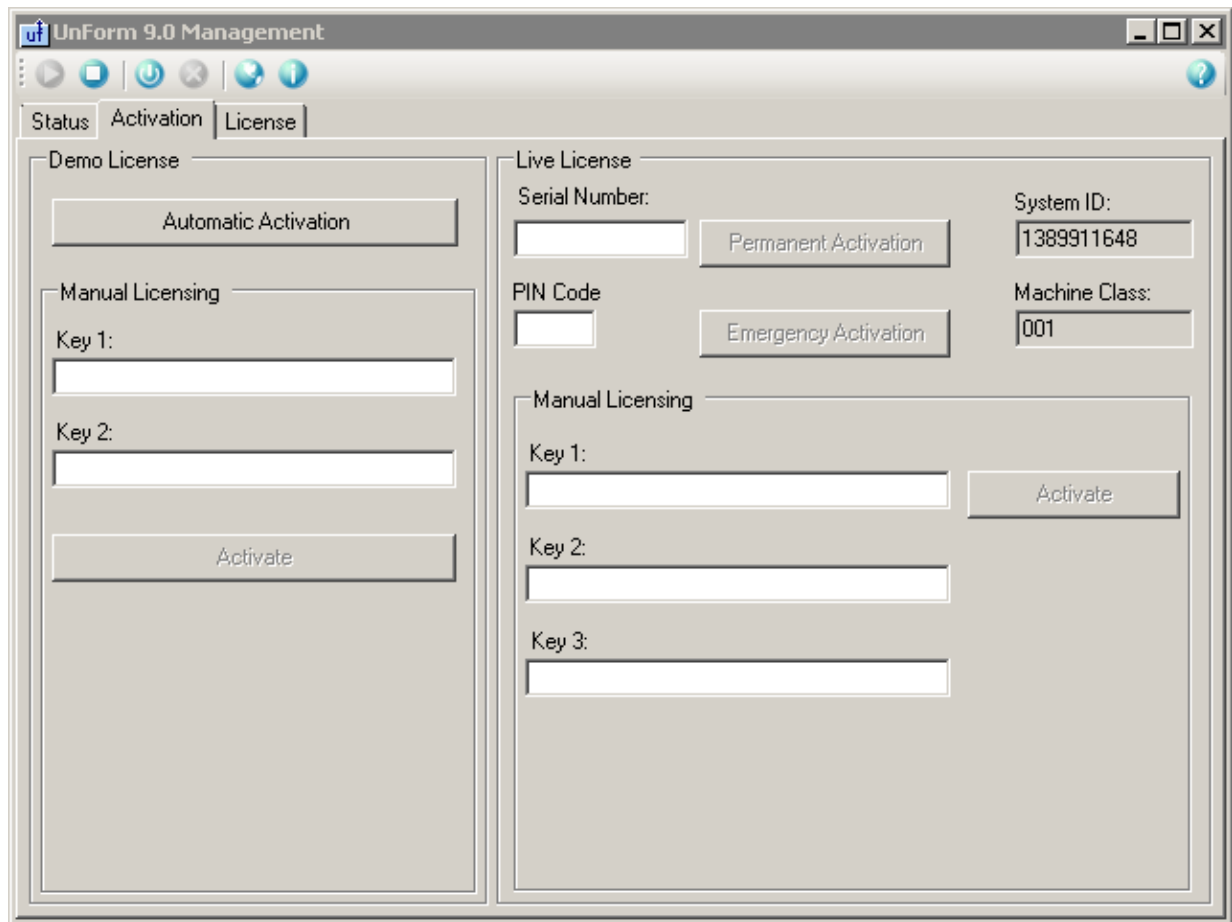 uf UnForm 9.0 Management
Status Activation License
Demo License
Automatic Activation
Manual Licensing
Key 1:
Key 2:
Activate
Live License
Serial Number:
Permanent Activation
System ID:
1389911648
PIN Code
Emergency Activation
Machine Class:
001
Manual Licensing
Key 1:
Activate
Key 2:
Key 3: